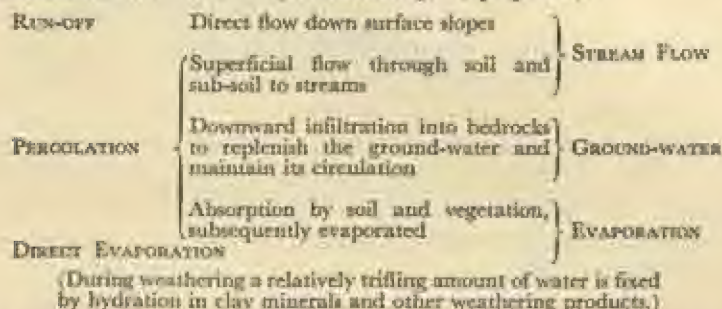 RUN-OFF Direct flow down surface slopes
Superficial flow through soil and
sub-soil to streams
STREAM FLOW
Downward infiltration into bedrocks
PERCOLATION to replenish the ground-water and GROUND-WATER
maintain its circulation
Absorption by soil and vegetation,
subsequently evaporated
EVAPORATION
DIRECT EVAPORATION
(During weathering a relatively trifling amount of water is fixed
by hydration in clay minerals and other weathering products.)